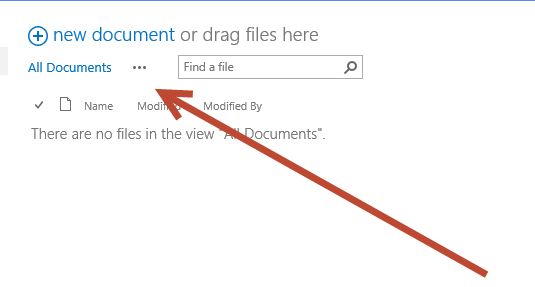 new document or drag files here
All Documents ... Find a file
Name Modified Modified By
There are no files in the view "All Documents".